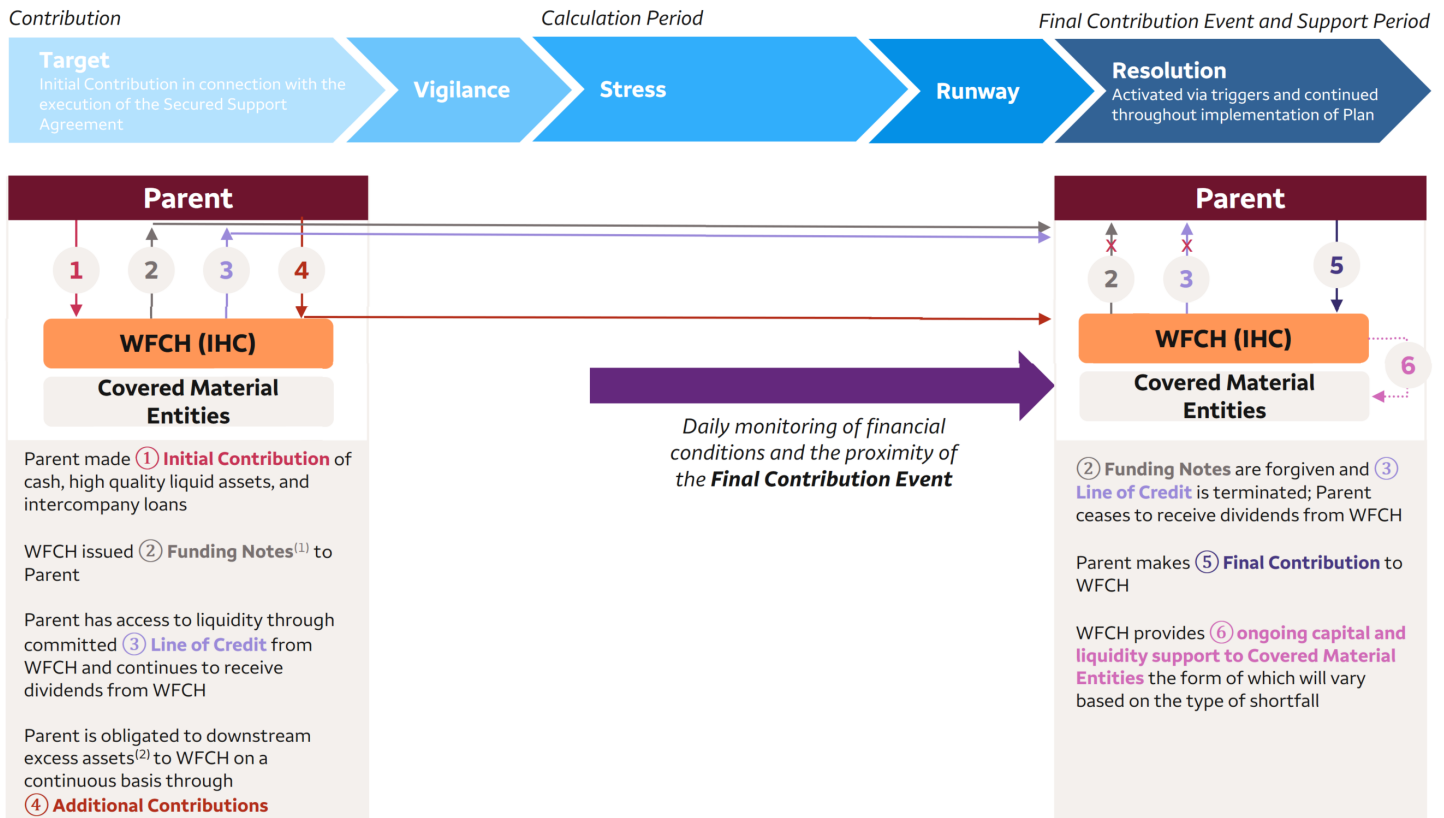 Contribution
Calculation Period
Final Contribution Event and Support Period
Target
Initial Contribution in connection with the
execution of the Secured Support
Agreement
Vigilance
Stress
Runway
Resolution
Activated via triggers and continued
throughout implementation of Plan
Parent
1
2
3
4
WFCH (IHC)
Covered Material
Entities
Parent made ① Initial Contribution of
cash, high quality liquid assets, and
intercompany loans
WFCH issued ② Funding Notes(1) to
Parent
Parent has access to liquidity through
committed ③ Line of Credit from
WFCH and continues to receive
dividends from WFCH
Parent is obligated to downstream
excess assets(2) to WFCH on a
continuous basis through
④ Additional Contributions
Daily monitoring of financial
conditions and the proximity of
the Final Contribution Event
Parent
x
x
2
3
5
WFCH (IHC)
6
Covered Material
Entities
② Funding Notes are forgiven and ③
Line of Credit is terminated; Parent
ceases to receive dividends from WFCH
Parent makes ⑤ Final Contribution to
WFCH
WFCH provides ⑥ ongoing capital and
liquidity support to Covered Material
Entities the form of which will vary
based on the type of shortfall